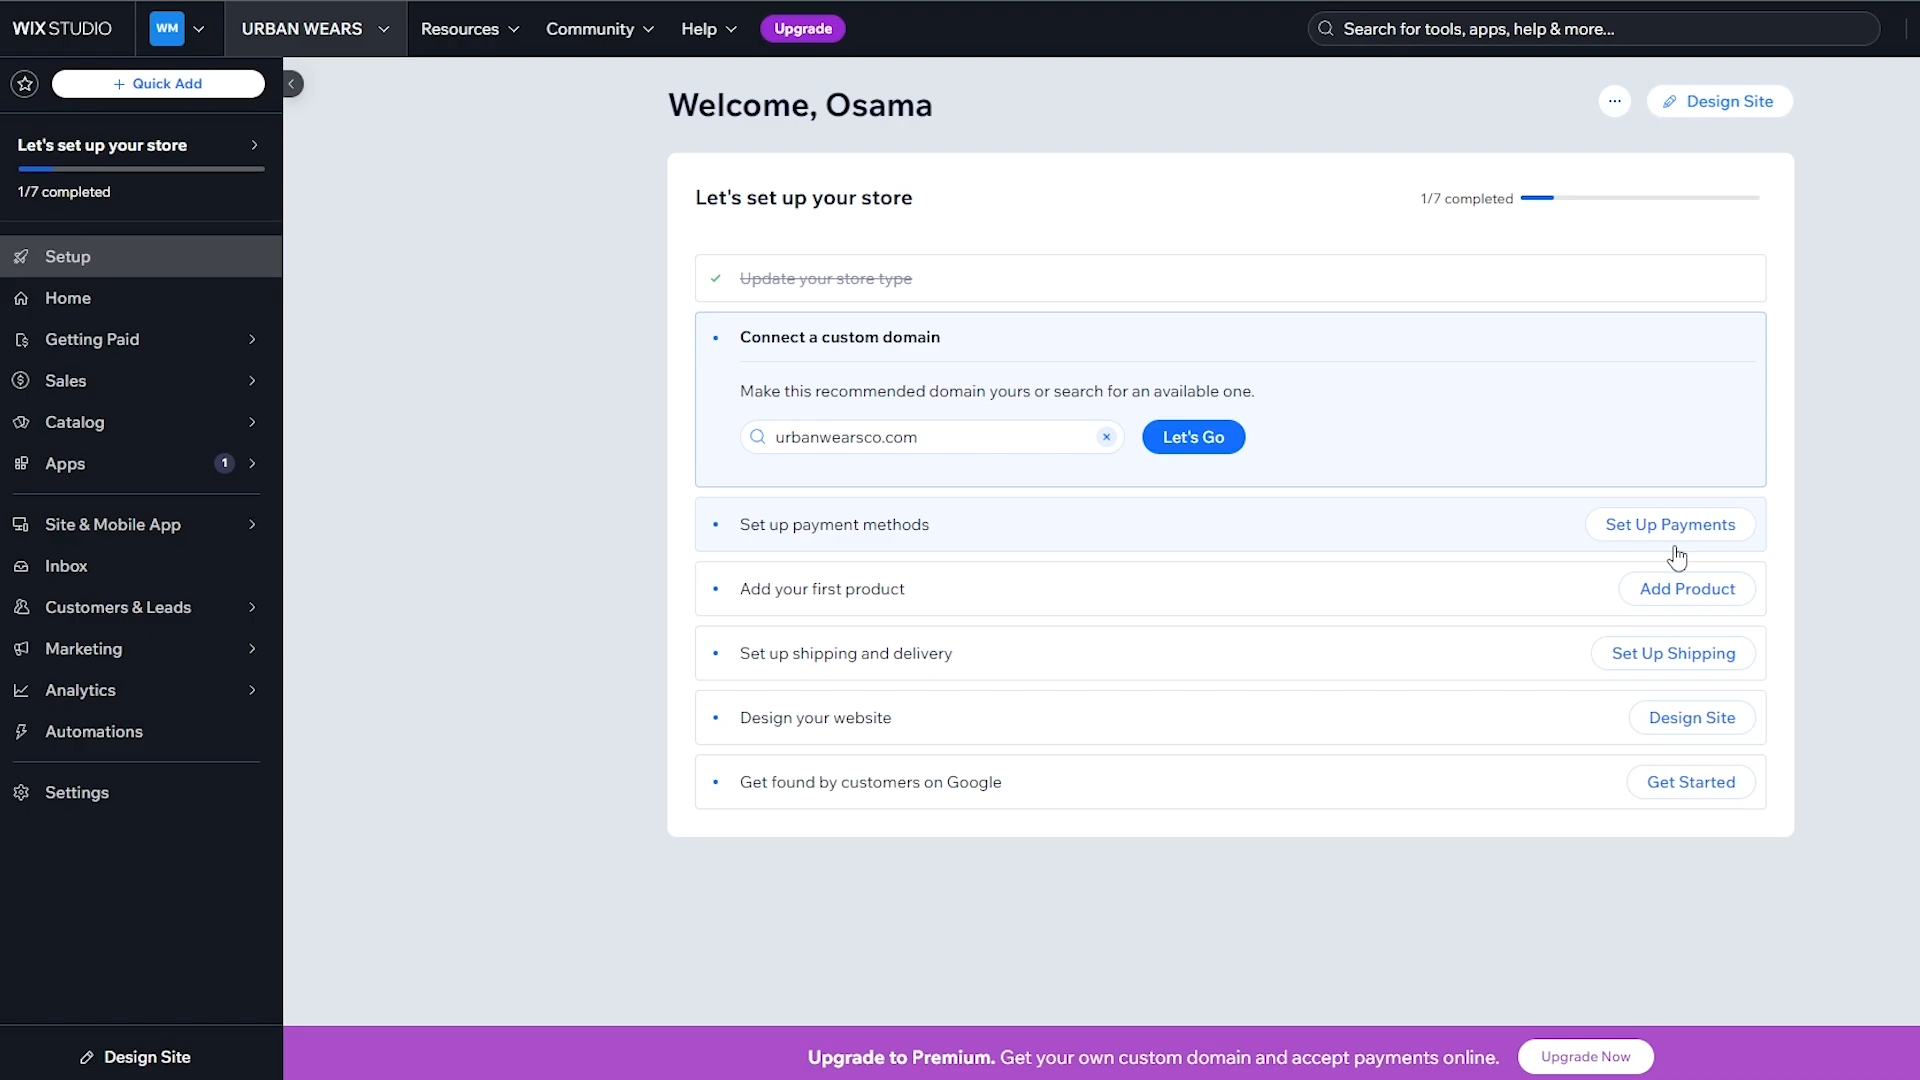 WIX STUDIO
WM
URBAN WEARS
Resources
Community
Help
Upgrade
Search for tools, apps, help & more...
Quick Add
Let's set up your store
1/7 completed
Setup
Home
Getting Paid
Sales
Catalog
Apps 1
Site & Mobile App
Inbox
Customers & Leads
Marketing
Analytics
Automations
Settings
Design Site
Welcome, Osama
Design Site
Let's set up your store
1/7 completed
Update your store type
Connect a custom domain
Make this recommended domain yours or search for an available one.
urbanwearsco.com
Let's Go
Set up payment methods
Set Up Payments
Add your first product
Add Product
Set up shipping and delivery
Set Up Shipping
Design your website
Design Site
Get found by customers on Google
Get Started
Upgrade to Premium. Get your own custom domain and accept payments online.
Upgrade Now